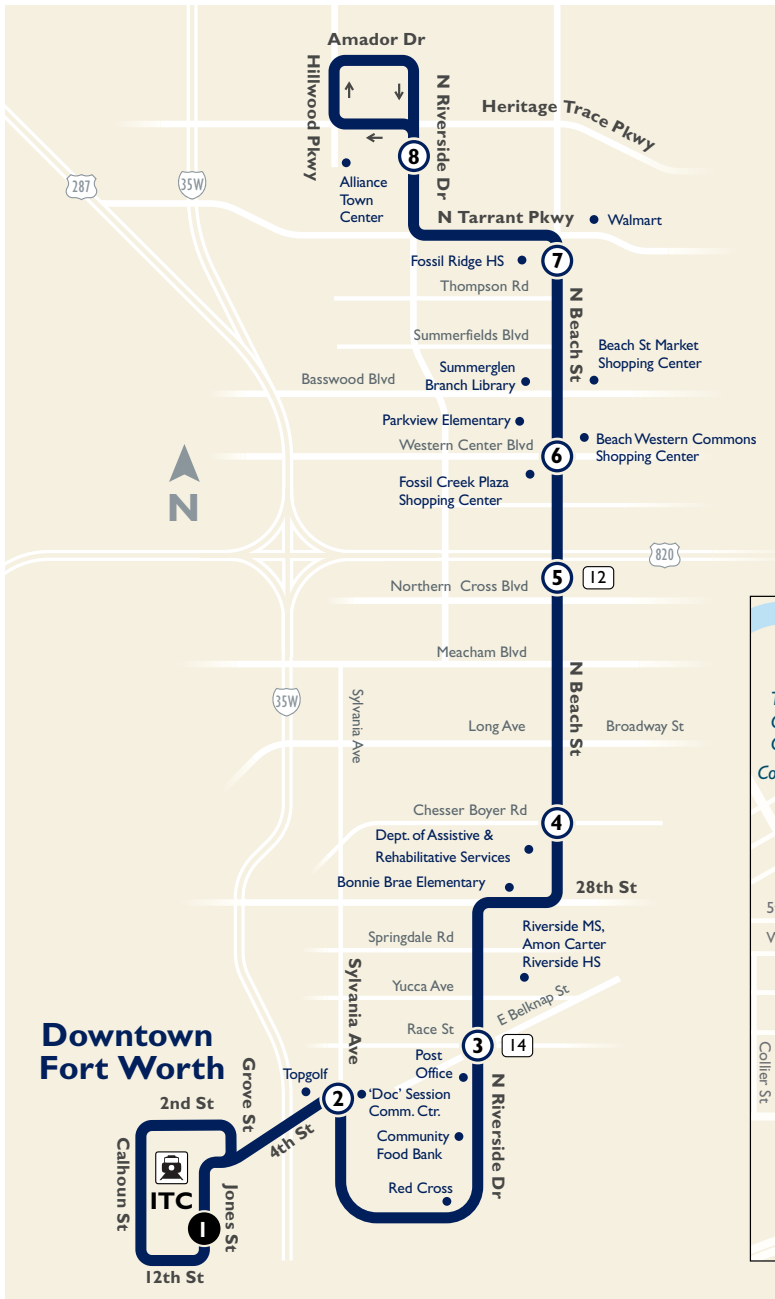 Amador Dr
Hillwood Pkwy
N Riverside Dr
Heritage Trace Pkwy
8
287
35W
Alliance
Town
Center
N Tarrant Pkwy
Walmart
Fossil Ridge HS
7
Thompson Rd
N Beach St
Summerfields Blvd
Beach St Market
Shopping Center
Summerglen
Branch Library
Basswood Blvd
Parkview Elementary
Western Center Blvd
6
Beach Western Commons
Shopping Center
Fossil Creek Plaza
Shopping Center
N
820
5
12
Northern Cross Blvd
Meacham Blvd
N Beach St
35W
Sylvania Ave
Long Ave
Broadway St
Chesser Boyer Rd
4
Dept. of Assistive &
Rehabilitative Services
Bonnie Brae Elementary
28th St
Riverside MS,
Amon Carter
Riverside HS
Springdale Rd
Sylvania Ave
Yucca Ave
E Belknap St
Race St
3
14
Post
Office
Downtown
Fort Worth
Grove St
Topgolf
2
'Doc' Session
Comm. Ctr.
N Riverside Dr
2nd St
4th St
Community
Food Bank
Calhoun St
ITC
Jones St
1
Red Cross
12th St
Collier St